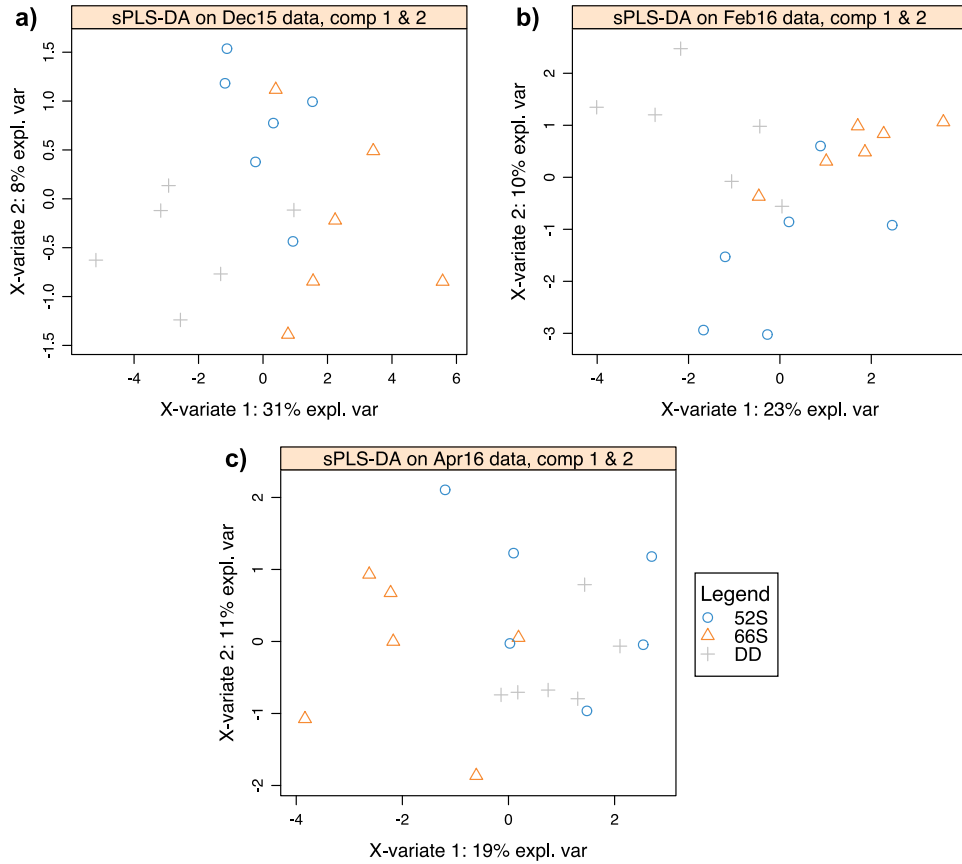 a)
sPLS-DA on Dec15 data, comp 1 & 2
X-variate 2: 8% expl. var
1.5
1.0
0.5
0.0
-0.5
-1.0
-1.5
-4 -2 0 2 4 6
X-variate 1: 31% expl. var
b)
sPLS-DA on Feb16 data, comp 1 & 2
X-variate 2: 10% expl. var
2
1
0
-1
-2
-3
-4 -2 0 2
X-variate 1: 23% expl. var
c)
sPLS-DA on Apr16 data, comp 1 & 2
X-variate 2: 11% expl. var
2
1
0
-1
-2
-4 -2 0 2
X-variate 1: 19% expl. var
Legend
52S
66S
DD